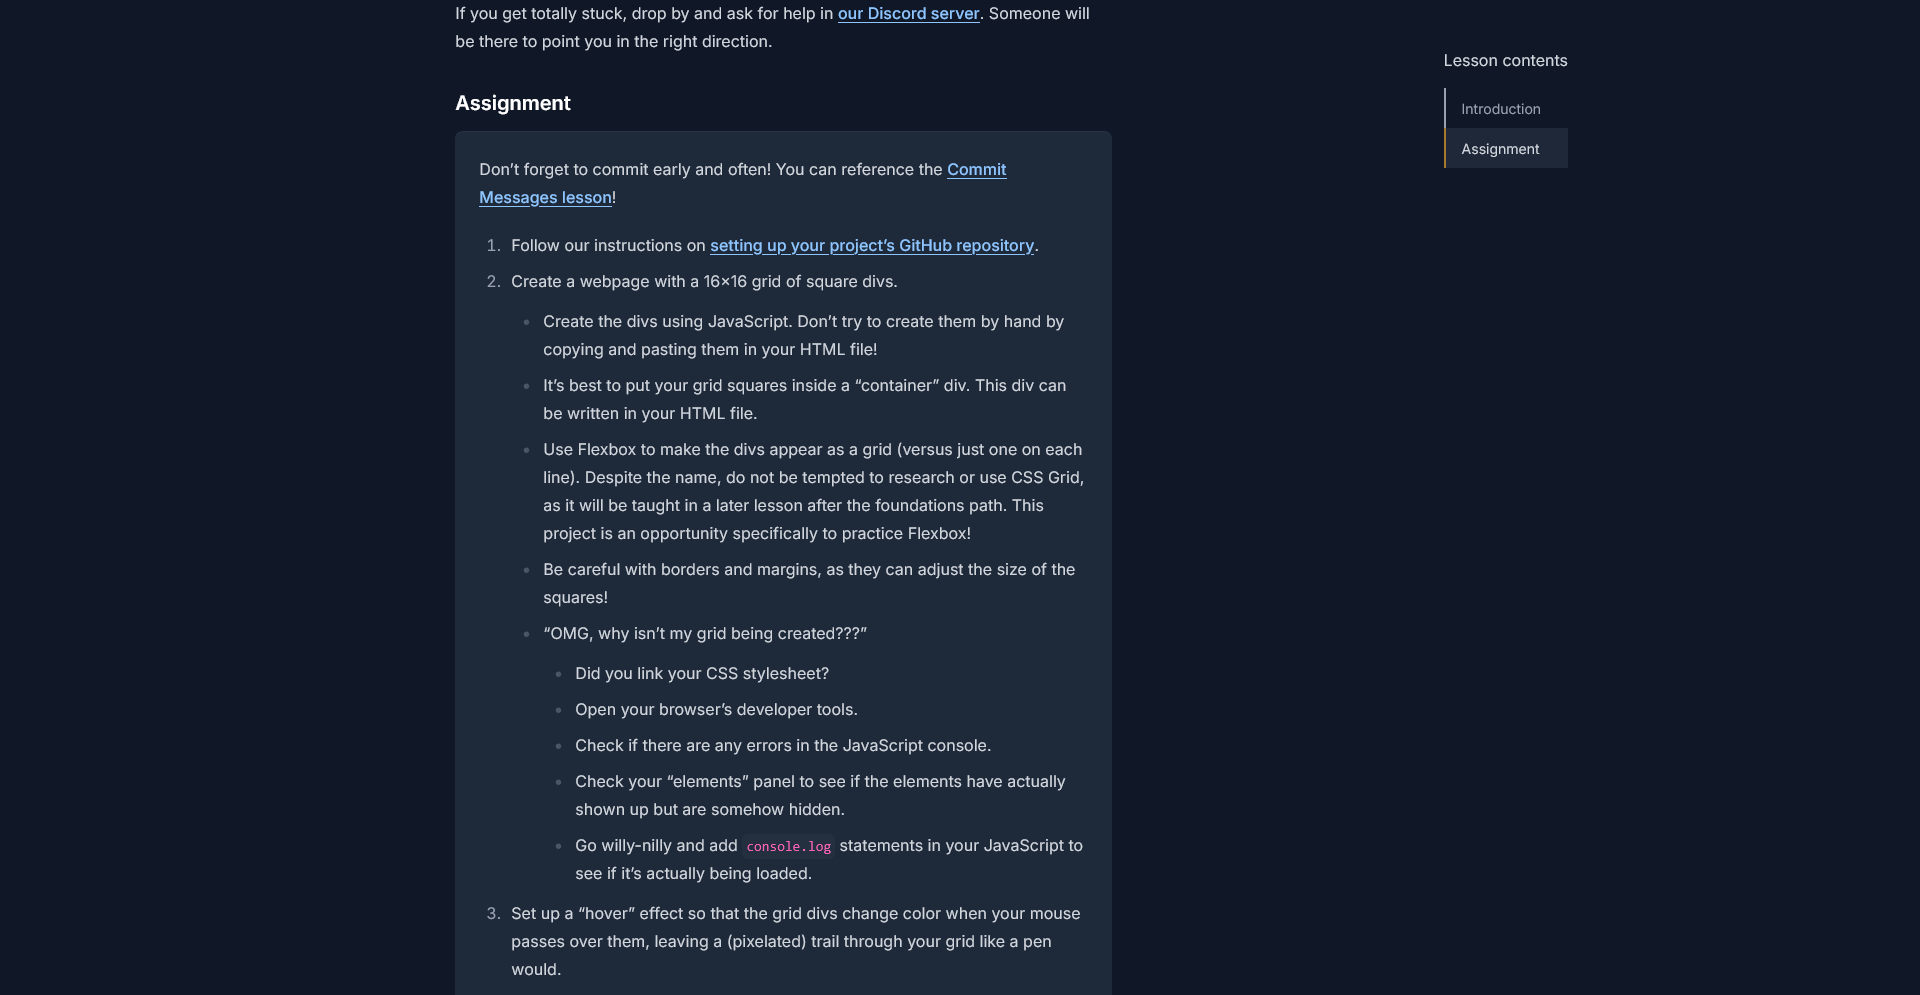 If you get totally stuck, drop by and ask for help in our Discord server. Someone will
be there to point you in the right direction.
Assignment
Don’t forget to commit early and often! You can reference the Commit
Messages lesson!
1. Follow our instructions on setting up your project’s GitHub repository.
2. Create a webpage with a 16×16 grid of square divs.
• Create the divs using JavaScript. Don’t try to create them by hand by
copying and pasting them in your HTML file!
• It’s best to put your grid squares inside a “container” div. This div can
be written in your HTML file.
• Use Flexbox to make the divs appear as a grid (versus just one on each
line). Despite the name, do not be tempted to research or use CSS Grid,
as it will be taught in a later lesson after the foundations path. This
project is an opportunity specifically to practice Flexbox!
• Be careful with borders and margins, as they can adjust the size of the
squares!
• “OMG, why isn’t my grid being created???”
• Did you link your CSS stylesheet?
• Open your browser’s developer tools.
• Check if there are any errors in the JavaScript console.
• Check your “elements” panel to see if the elements have actually
shown up but are somehow hidden.
• Go willy-nilly and add console.log statements in your JavaScript to
see if it’s actually being loaded.
3. Set up a “hover” effect so that the grid divs change color when your mouse
passes over them, leaving a (pixelated) trail through your grid like a pen
would.
Lesson contents
Introduction
Assignment